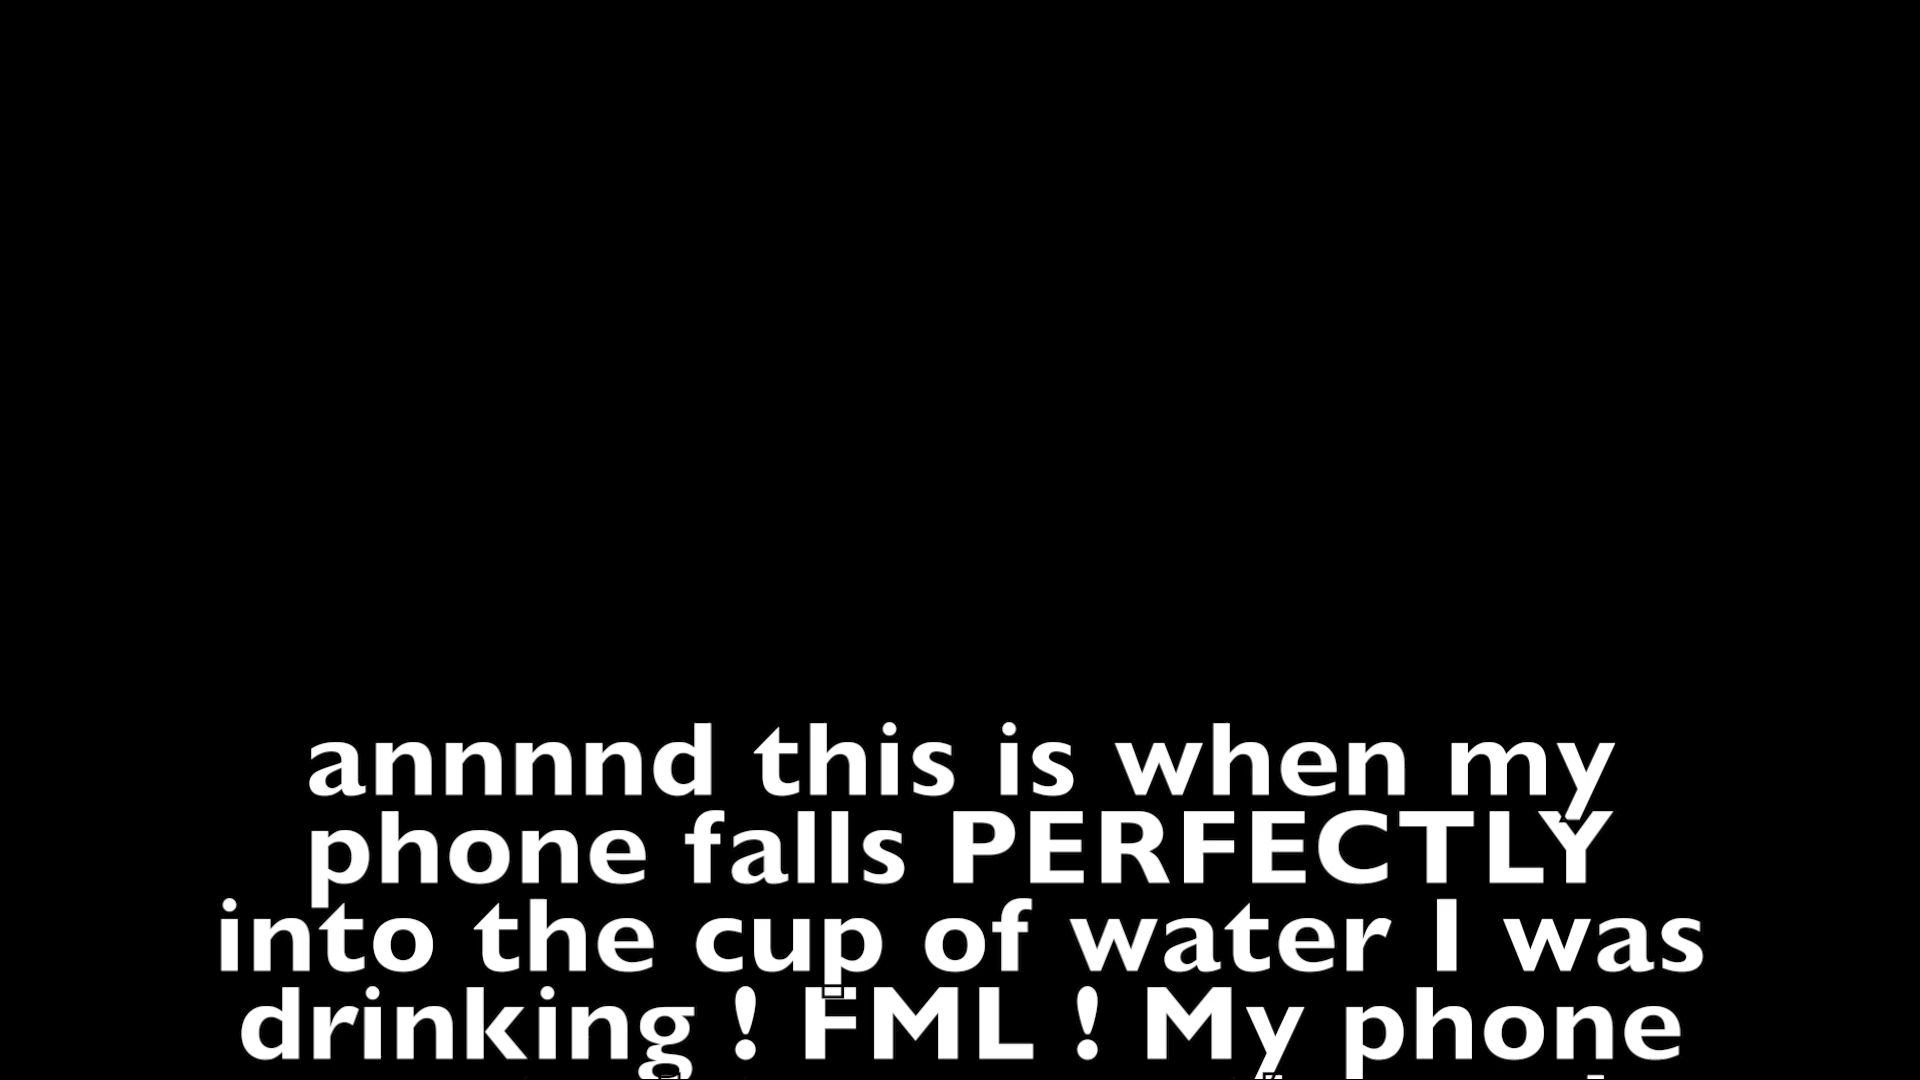 annnnd this is when my
phone falls PERFECTLY
into the cup of water I was
drinking ! FML ! My phone